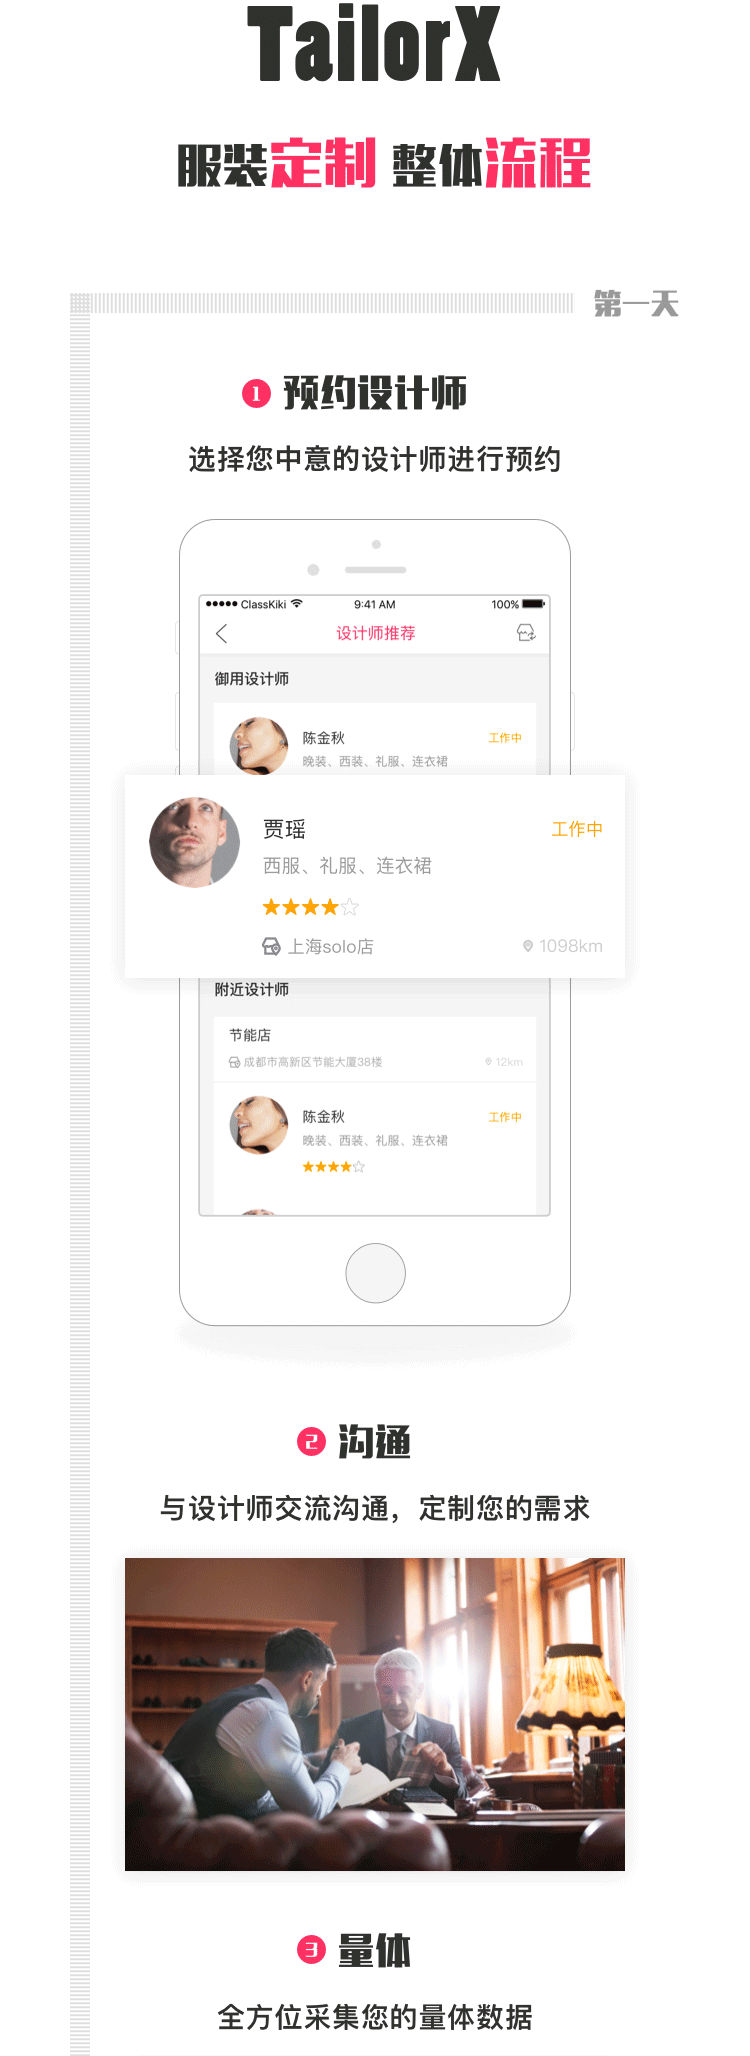 TailorX
服装定制 整体流程
第一天
1 预约设计师
选择您中意的设计师进行预约
ClassKiki 9:41 AM 100%
设计师推荐
御用设计师
陈金秋 工作中
晚装、西装、礼服、连衣裙
贾瑶 工作中
西服、礼服、连衣裙
上海solo店 1098km
附近设计师
节能店
成都市高新区节能大厦38楼 12km
陈金秋 工作中
晚装、西装、礼服、连衣裙
2 沟通
与设计师交流沟通，定制您的需求
3 量体
全方位采集您的量体数据